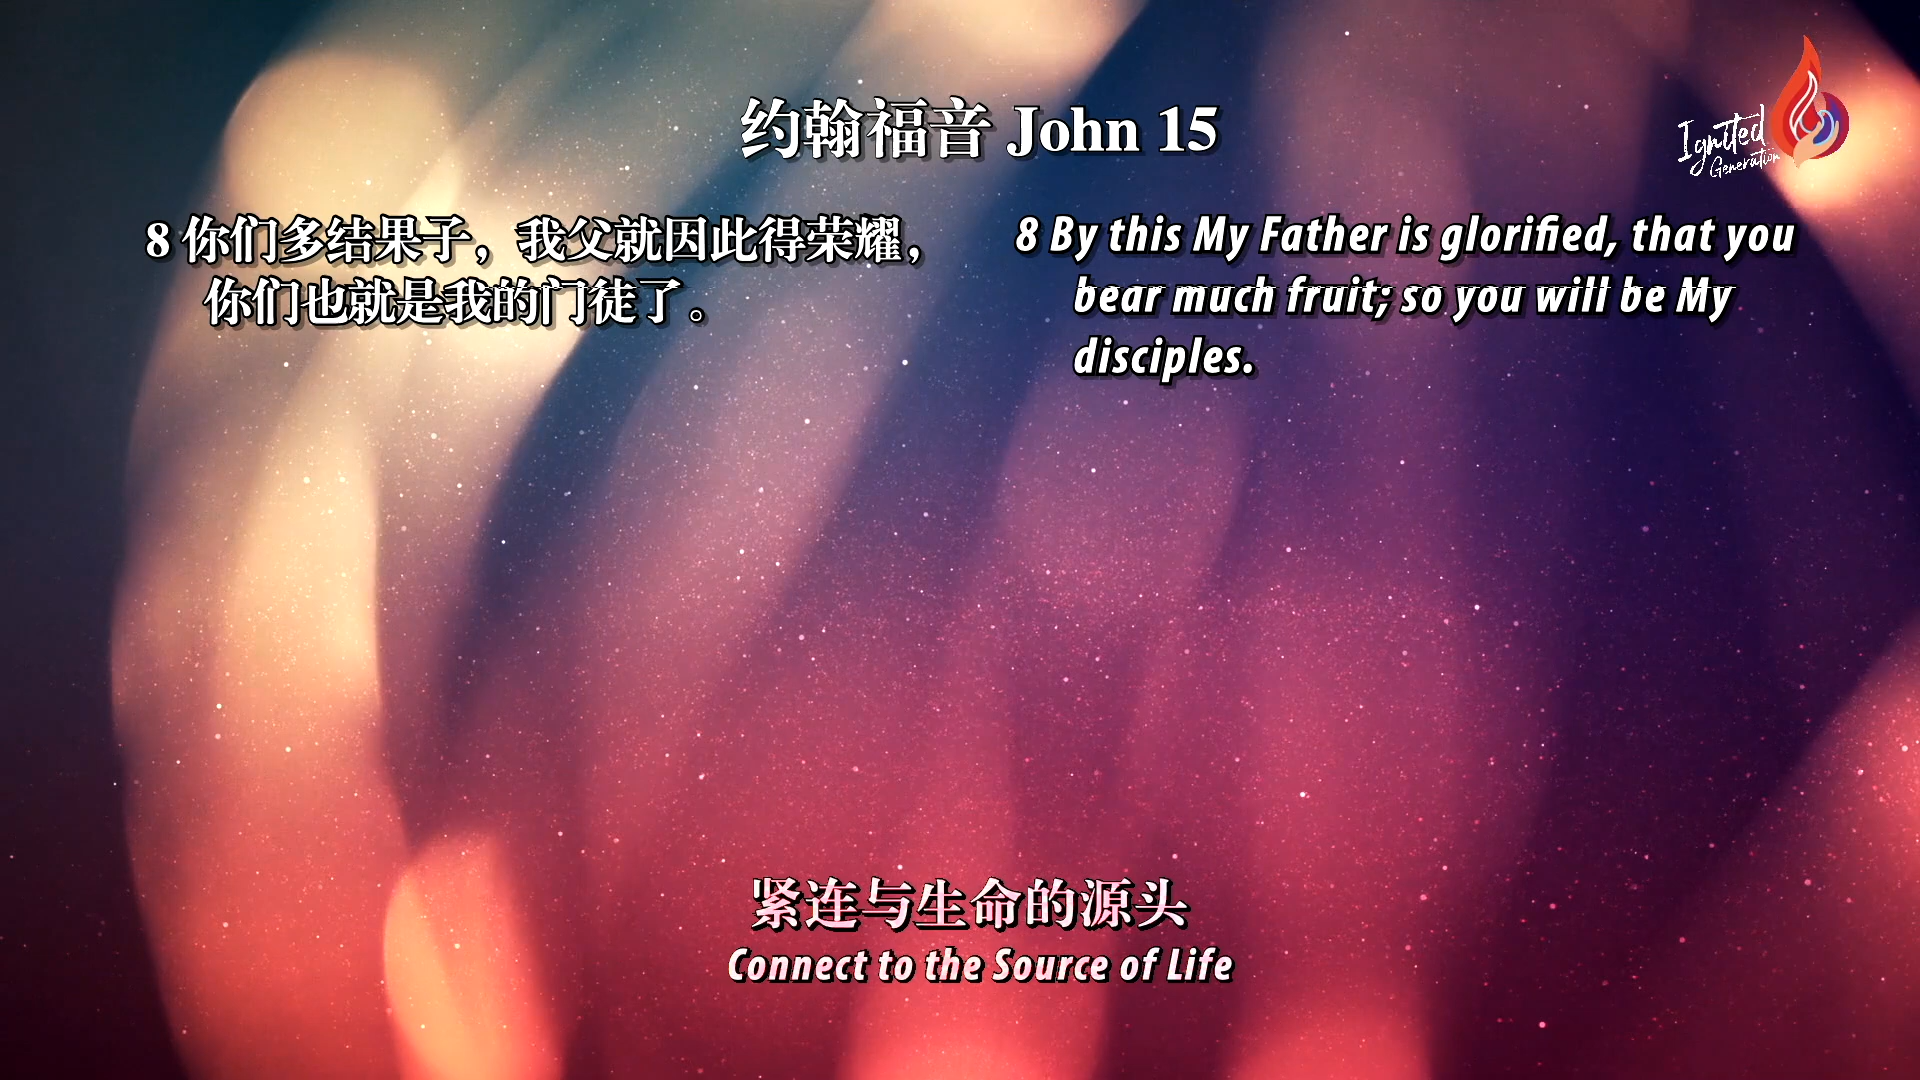 约翰福音 John 15
Ignited
Generation
8 你们多结果子，我父就因此得荣耀，
你们也就是我的门徒了。
8 By this My Father is glorified, that you
bear much fruit; so you will be My
disciples.
紧连与生命的源头
Connect to the Source of Life